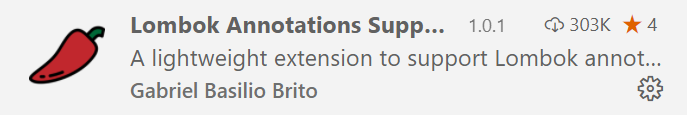 Lombok Annotations Supp... 1.0.1 303K 4
A lightweight extension to support Lombok annot...
Gabriel Basilio Brito